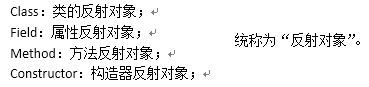 Class：类的反射对象；
Field：属性反射对象；
Method：方法反射对象；
Constructor：构造器反射对象；
统称为“反射对象”。